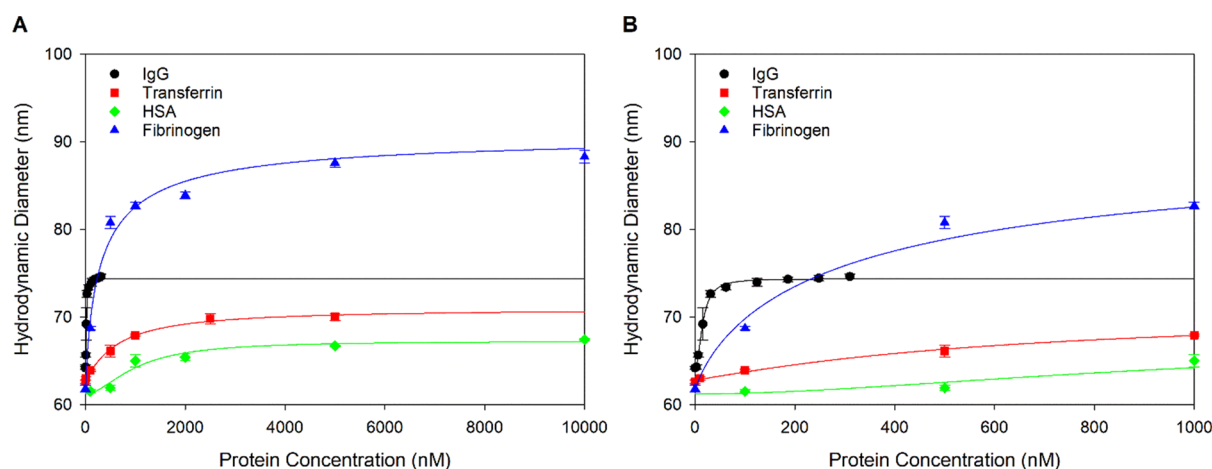 A
100
90
80
70
60
Hydrodynamic Diameter (nm)
IgG
Transferrin
HSA
Fibrinogen
0
2000
4000
6000
8000
10000
Protein Concentration (nM)
B
100
90
80
70
60
Hydrodynamic Diameter (nm)
IgG
Transferrin
HSA
Fibrinogen
0
200
400
600
800
1000
Protein Concentration (nM)